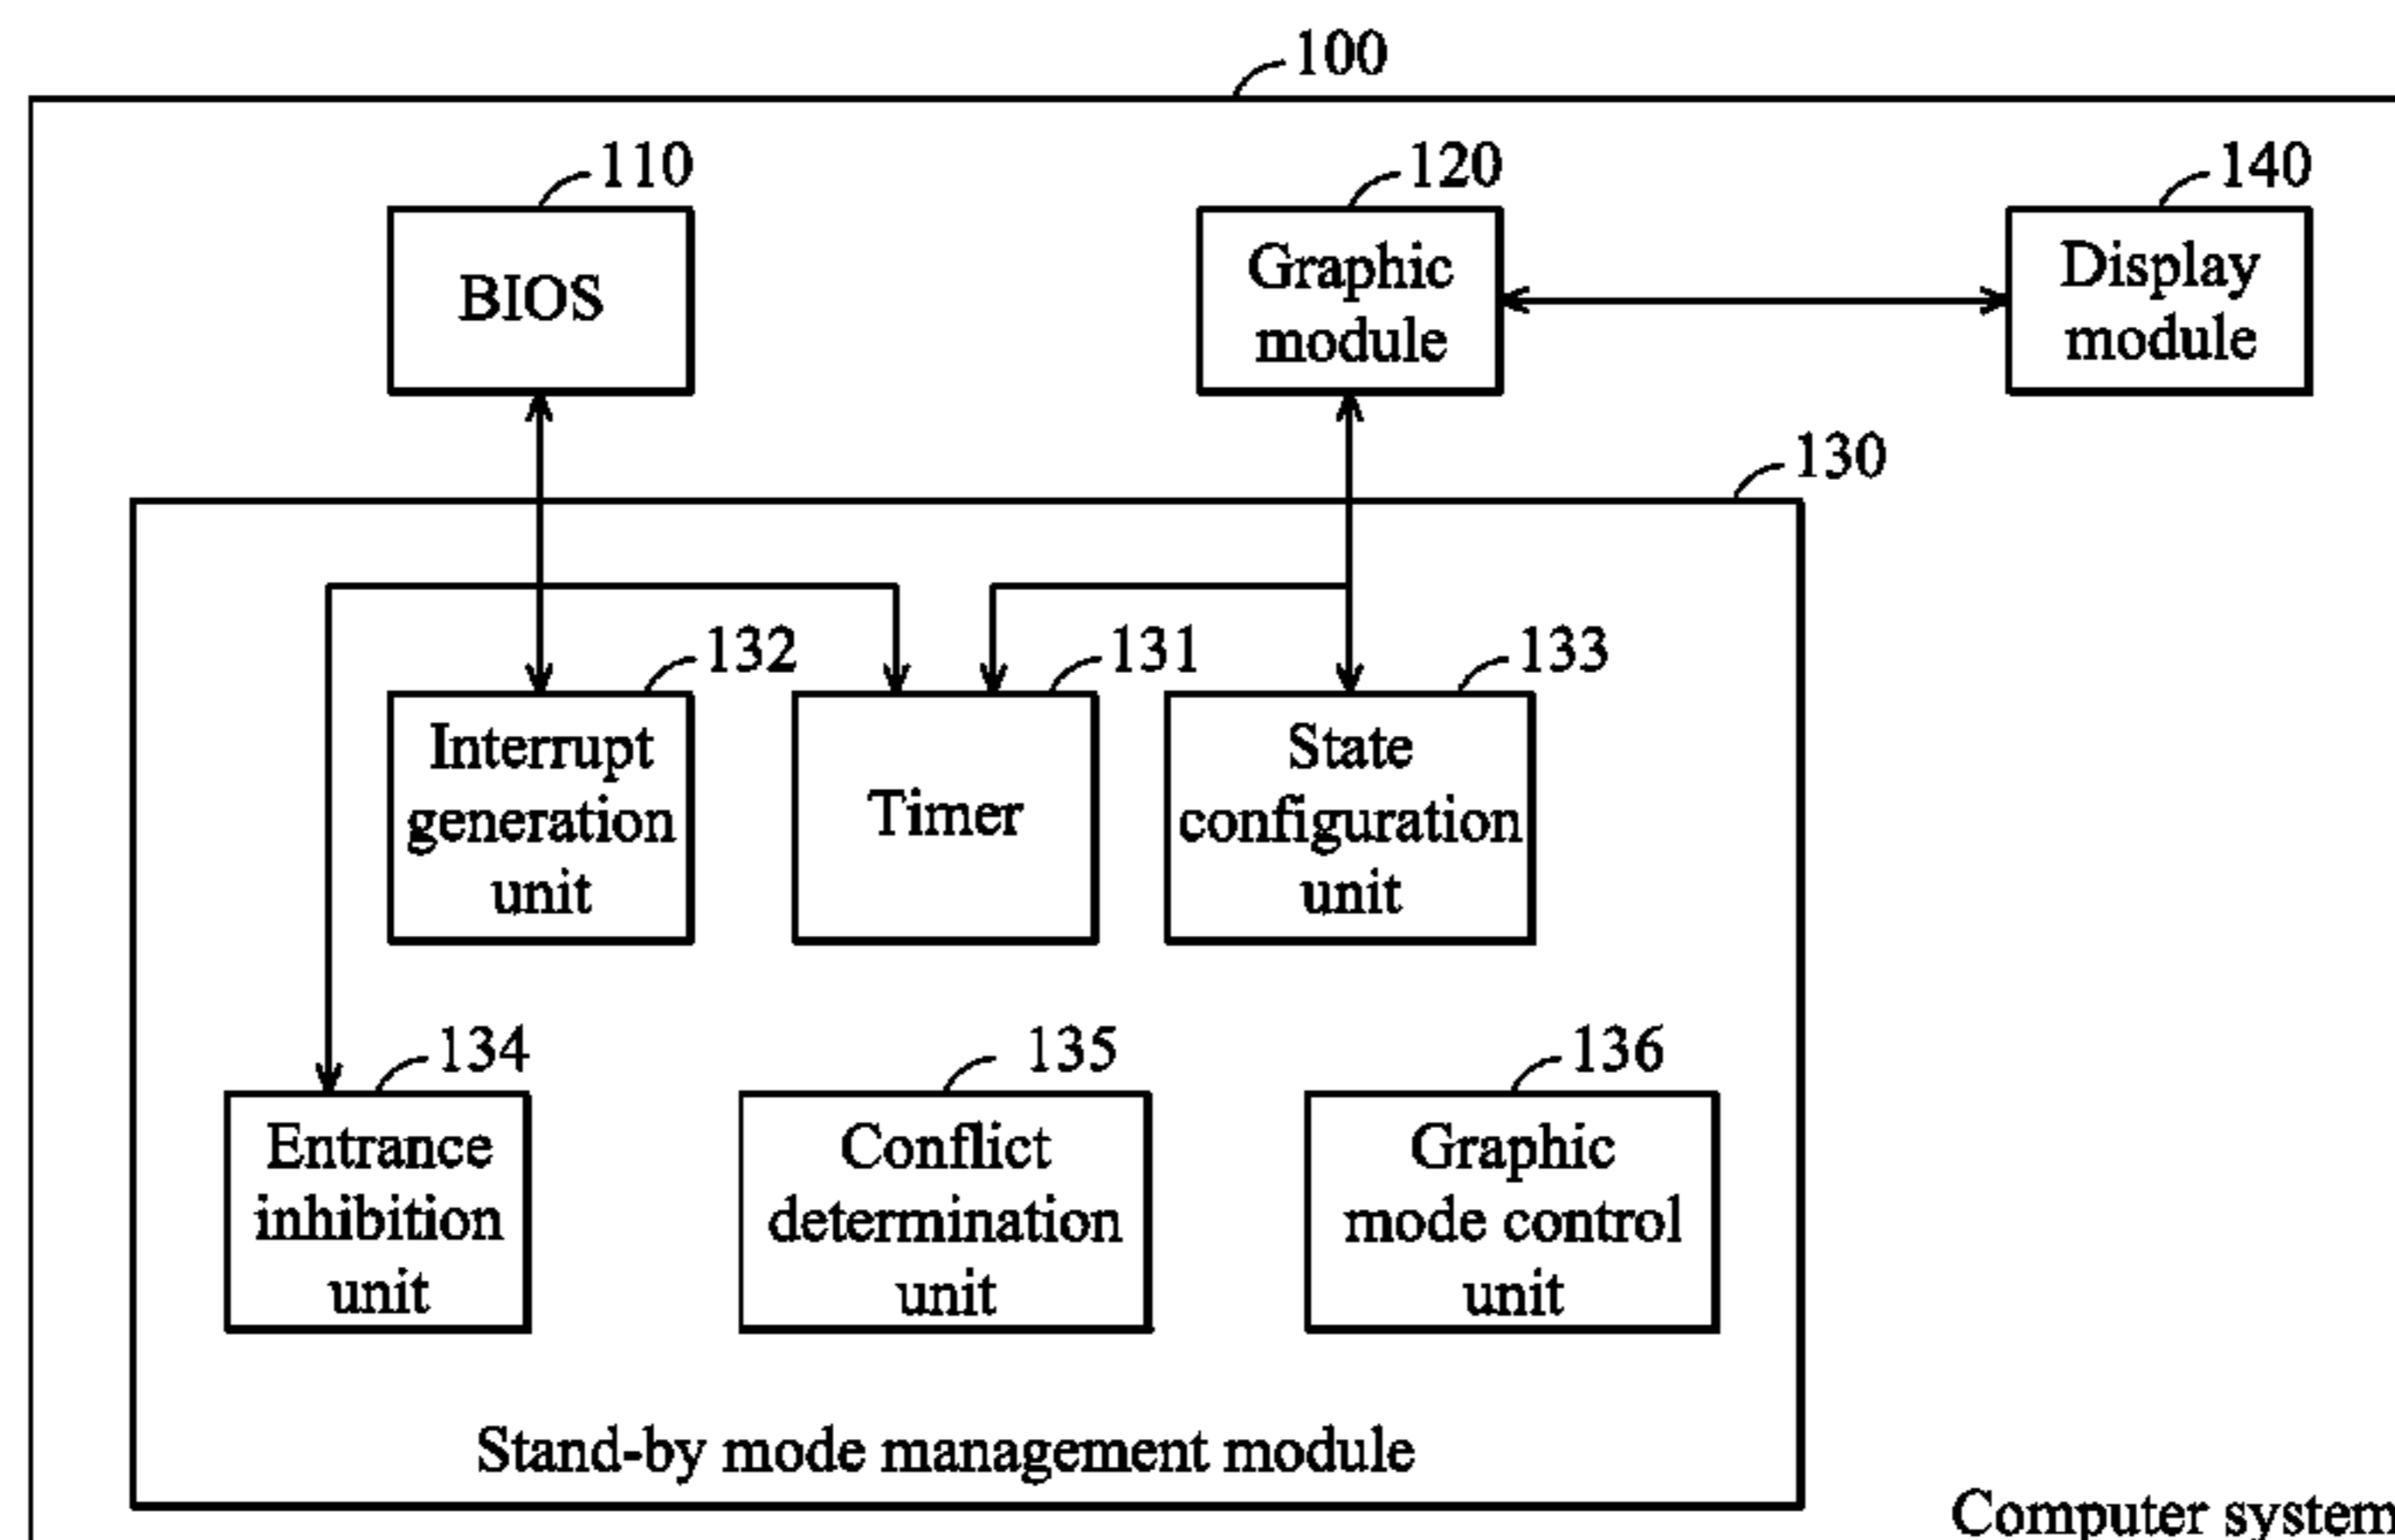 100
110
120
140
BIOS
Graphic
module
Display
module
130
132
131
133
Interrupt
generation
unit
Timer
State
configuration
unit
134
135
136
Entrance
inhibition
unit
Conflict
determination
unit
Graphic
mode control
unit
Stand-by mode management module
Computer system